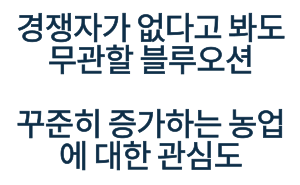 경쟁자가 없다고 봐도
무관할 블루오션
꾸준히 증가하는 농업
에 대한 관심도